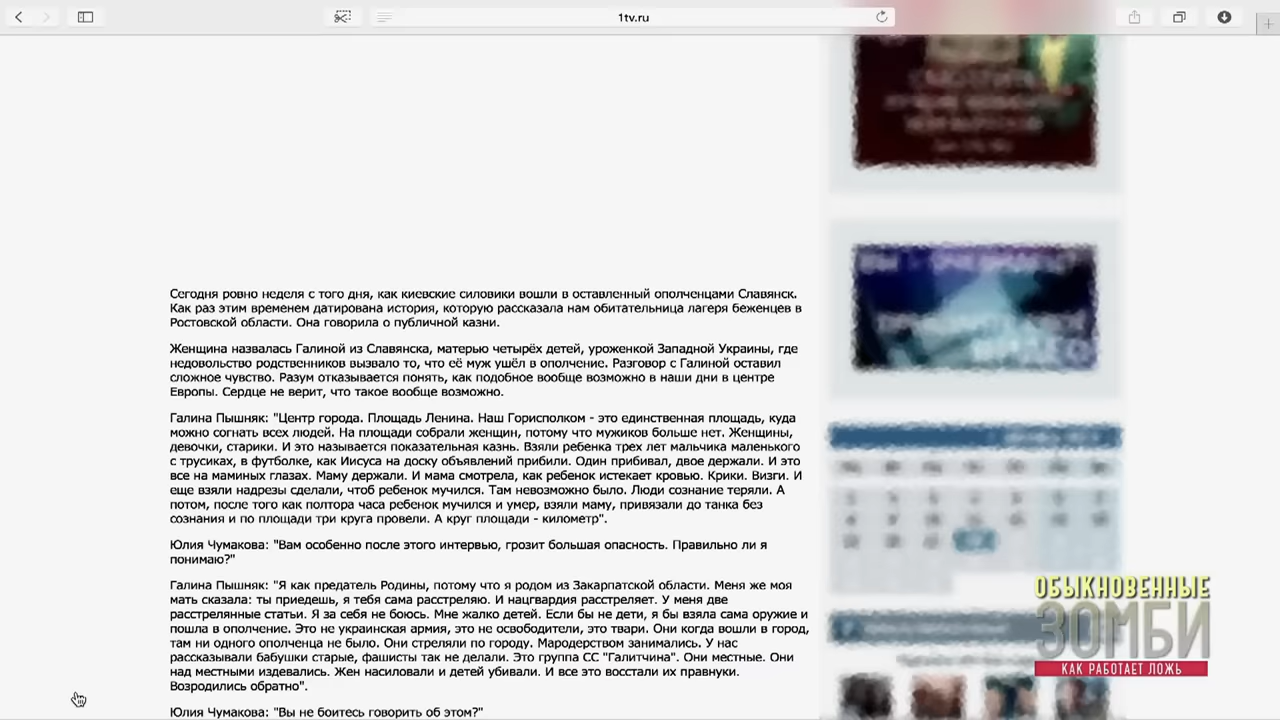 1tv.ru
Сегодня ровно неделя с того дня, как киевские силовики вошли в оставленный ополченцами Славянск.
Как раз этим временем датирована история, которую рассказала нам обитательница лагеря беженцев в
Ростовской области. Она говорила о публичной казни.
Женщина назвалась Галиной из Славянска, матерью четырёх детей, уроженкой Западной Украины, где
недовольство родственников вызвало то, что её муж ушёл в ополчение. Разговор с Галиной оставил
сложное чувство. Разум отказывается понять, как подобное вообще возможно в наши дни в центре
Европы. Сердце не верит, что такое вообще возможно.
Галина Пышняк: "Центр города. Площадь Ленина. Наш Горисполком - это единственная площадь, куда
можно согнать всех людей. На площади собрали женщин, потому что мужиков больше нет. Женщины,
девочки, старики. И это называется показательная казнь. Взяли ребенка трех лет мальчика маленького
с трусиках, в футболке, как Иисуса на доску объявлений прибили. Один прибивал, двое держали. И это
все на маминых глазах. Маму держали. И мама смотрела, как ребенок истекает кровью. Крики. Визги. И
еще взяли надрезы сделали, чтоб ребенок мучился. Там невозможно было. Люди сознание теряли. А
потом, после того как полтора часа ребенок мучился и умер, взяли маму, привязали до танка без
сознания и по площади три круга провели. А круг площади - километр".
Юлия Чумакова: "Вам особенно после этого интервью, грозит большая опасность. Правильно ли я
понимаю?"
Галина Пышняк: "Я как предатель Родины, потому что я родом из Закарпатской области. Меня же моя
мать сказала: ты приедешь, я тебя сама расстреляю. И нацгвардия расстреляет. У меня две
расстрелянные статьи. Я за себя не боюсь. Мне жалко детей. Если бы не дети, я бы взяла сама оружие и
пошла в ополчение. Это не украинская армия, это не освободители, это твари. Они когда вошли в город,
там ни одного ополченца не было. Они стреляли по городу. Мародерством занимались. У нас
рассказывали бабушки старые, фашисты так не делали. Это группа СС "Галитчина". Они местные. Они
над местными издевались. Жен насиловали и детей убивали. И все это восстали их правнуки.
Возродились обратно".
Юлия Чумакова: "Вы не боитесь говорить об этом?"
ОБЫКНОВЕННЫЕ
ЗОМБИ
КАК РАБОТАЕТ ЛОЖЬ